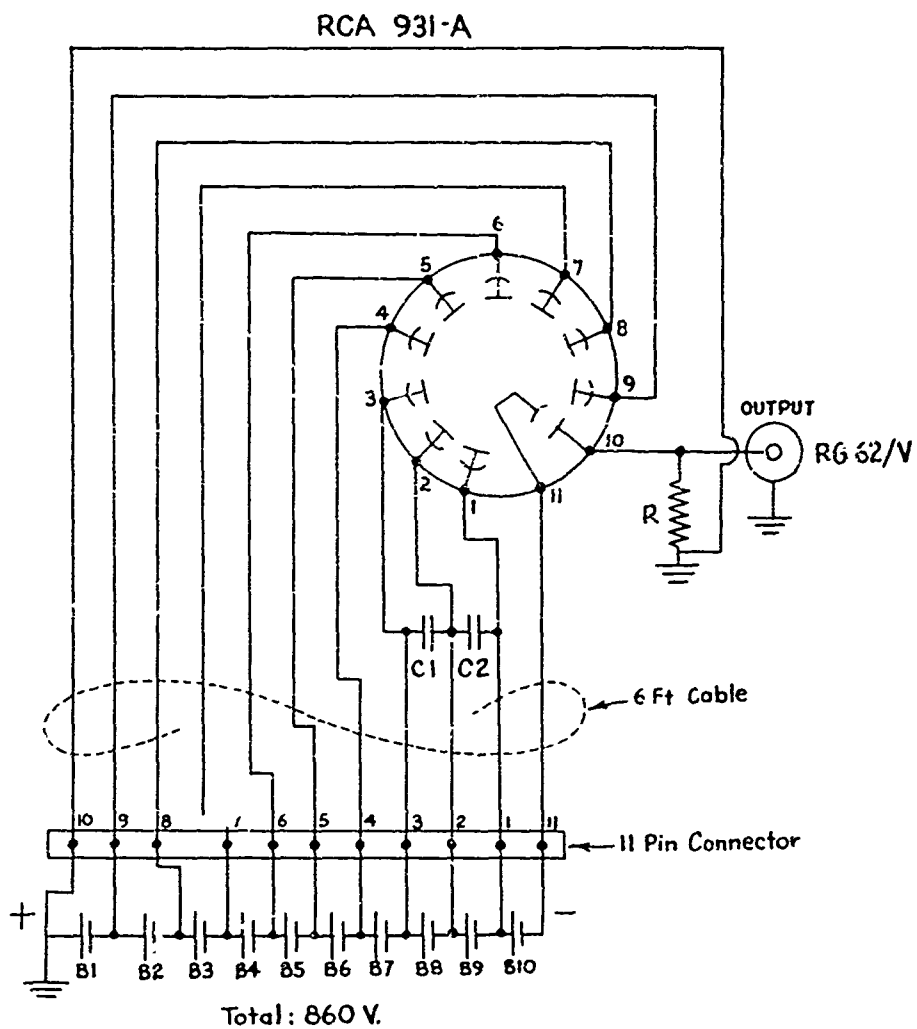 RCA 931-A
6
5
7
4
8
3
9
OUTPUT
10
RG 62/V
2
1
11
R
C1 C2
6 Ft Cable
10 9 8 7 6 5 4 3 2 1 11
11 Pin Connector
+ −
B1 B2 B3 B4 B5 B6 B7 B8 B9 B10
Total: 860 V.